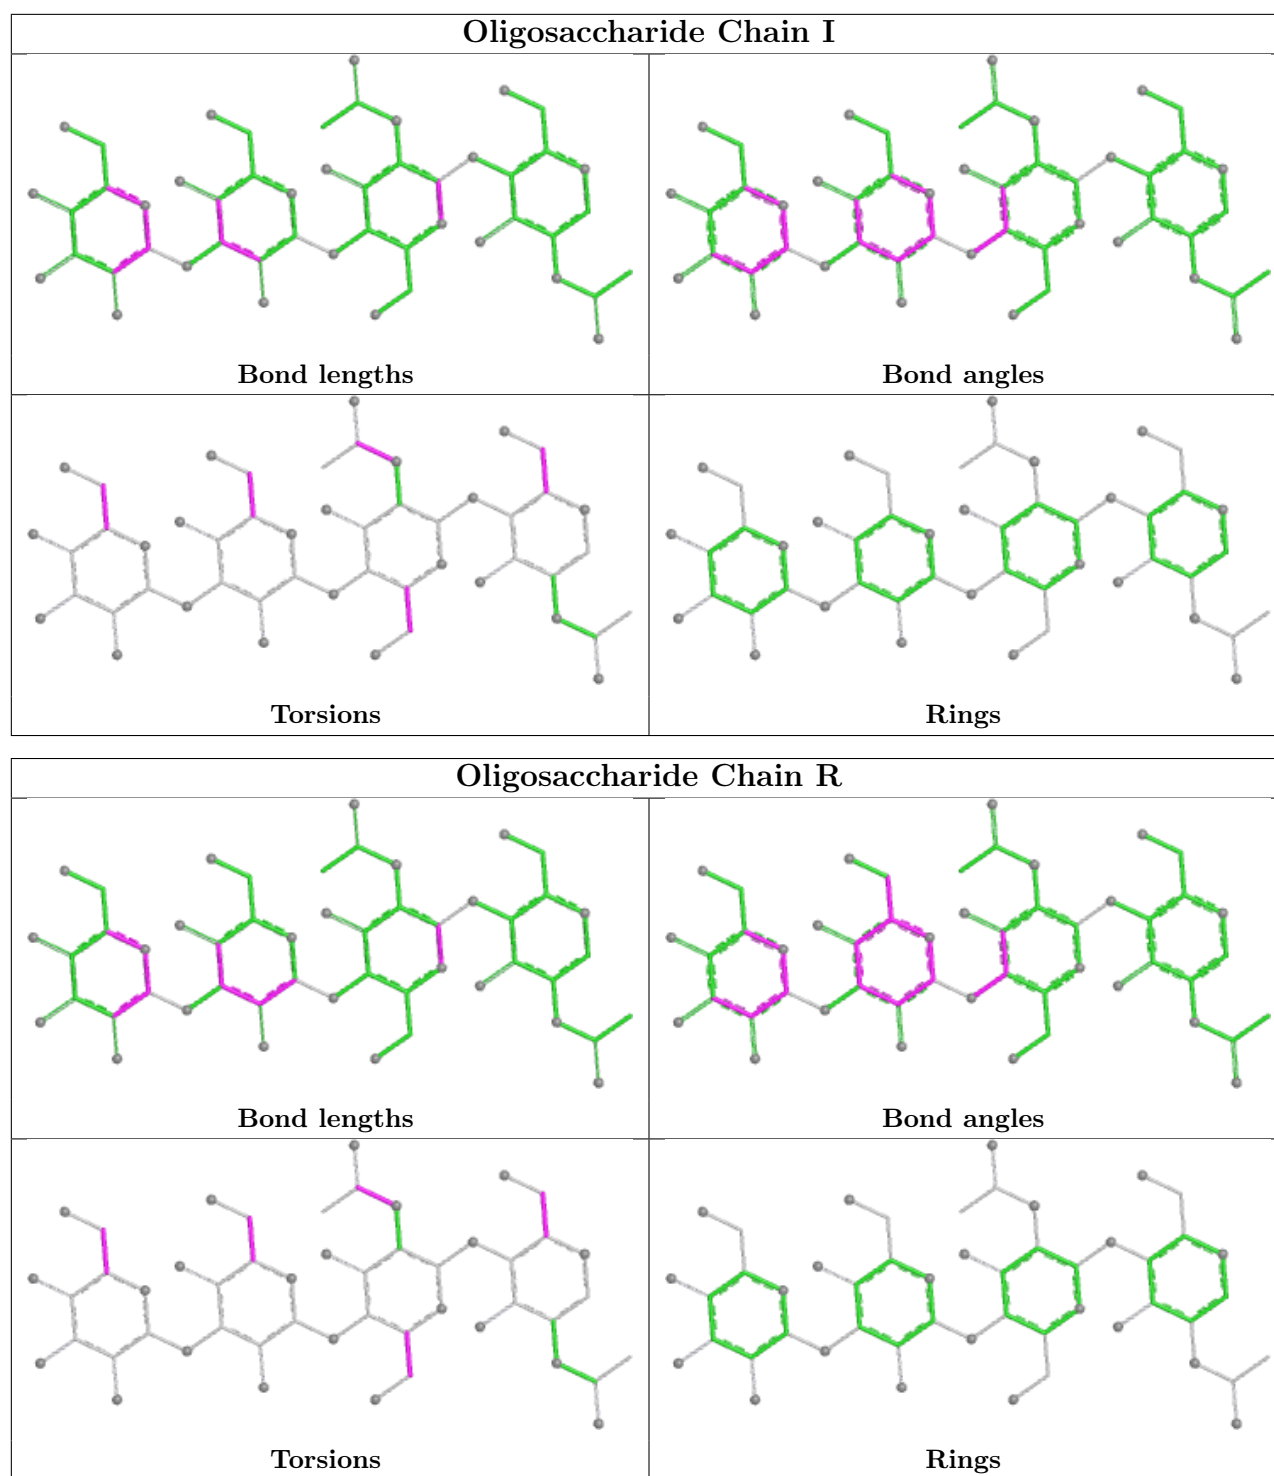 Oligosaccharide Chain I
Bond lengths
Bond angles
Torsions
Rings
Oligosaccharide Chain R
Bond lengths
Bond angles
Torsions
Rings